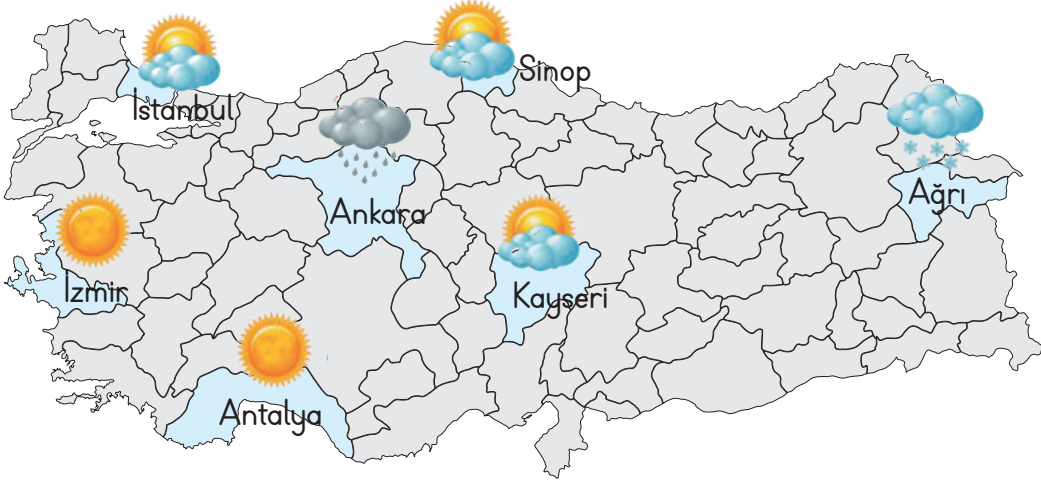 Sinop
İstanbul
Ağrı
Ankara
İzmir
Kayseri
Antalya